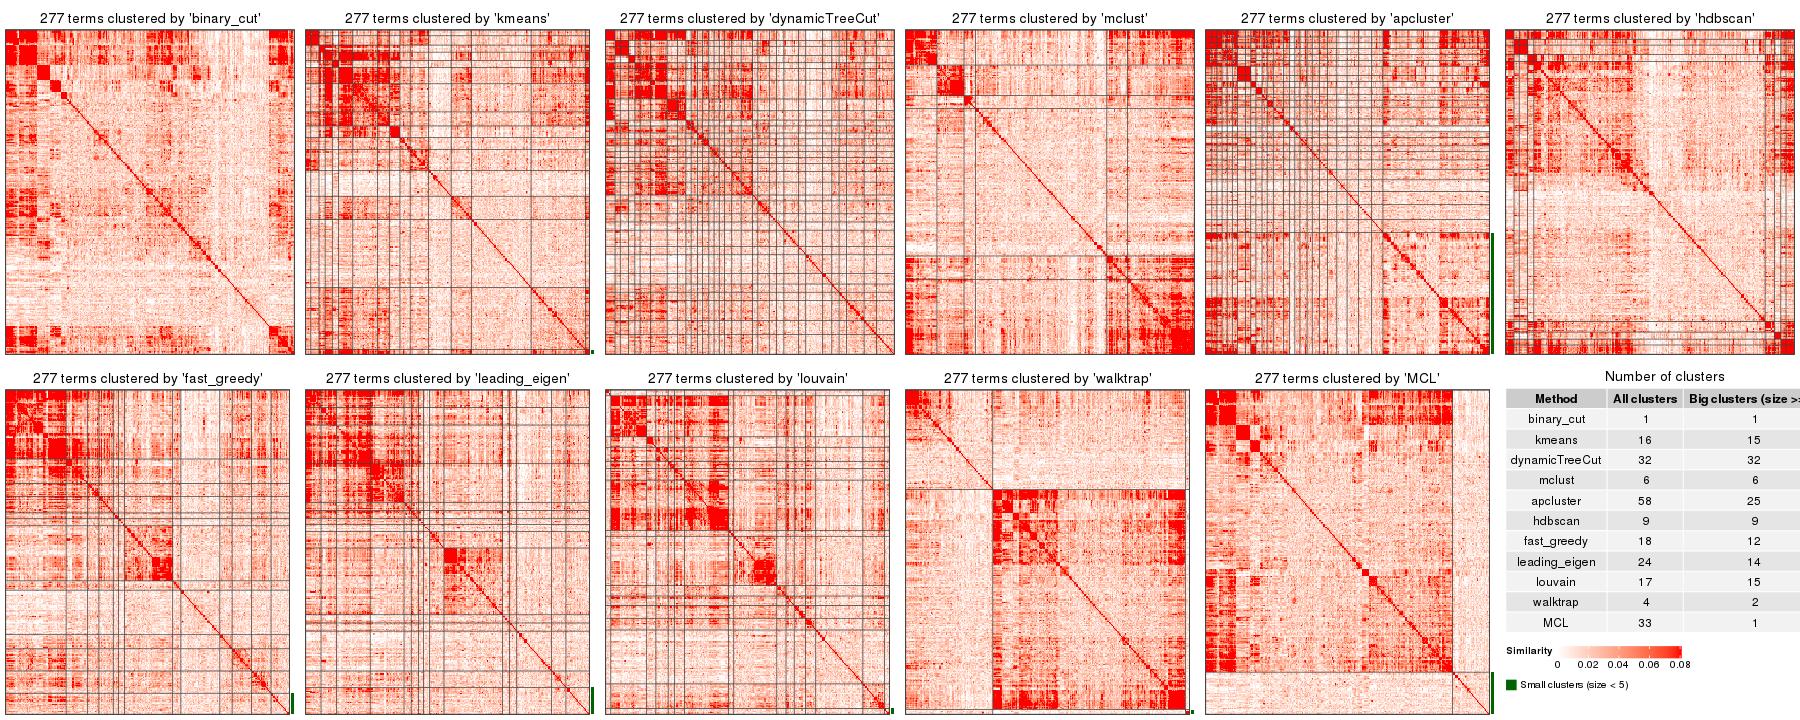 277 terms clustered by 'binary_cut'
277 terms clustered by 'kmeans'
277 terms clustered by 'dynamicTreeCut'
277 terms clustered by 'mclust'
277 terms clustered by 'apcluster'
277 terms clustered by 'hdbscan'
277 terms clustered by 'fast_greedy'
277 terms clustered by 'leading_eigen'
277 terms clustered by 'louvain'
277 terms clustered by 'walktrap'
277 terms clustered by 'MCL'
Number of clusters
Method All clusters Big clusters (size >=
binary_cut 1 1
kmeans 16 15
dynamicTreeCut 32 32
mclust 6 6
apcluster 58 25
hdbscan 9 9
fast_greedy 18 12
leading_eigen 24 14
louvain 17 15
walktrap 4 2
MCL 33 1
Similarity
0 0.02 0.04 0.06 0.08
Small clusters (size < 5)